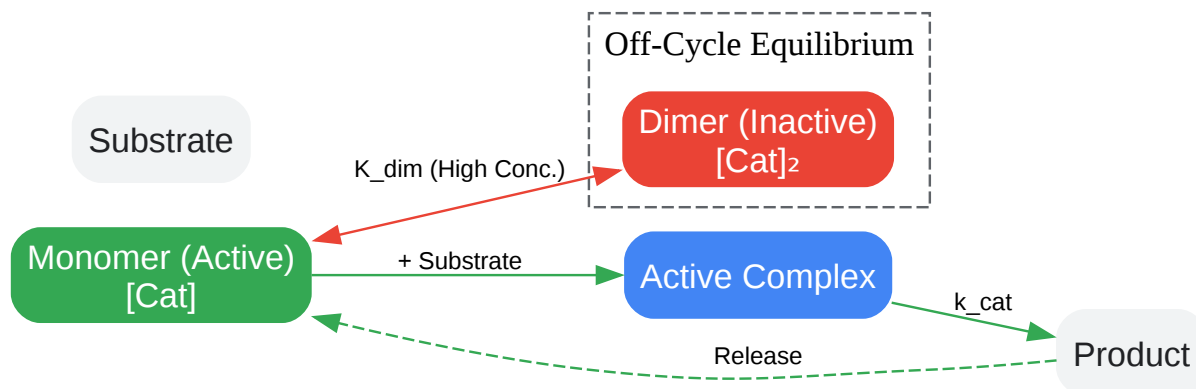 Off-Cycle Equilibrium
Substrate
Dimer (Inactive)
[Cat]₂
K_dim (High Conc.)
Monomer (Active)
[Cat]
+ Substrate
Active Complex
k_cat
Release
Product